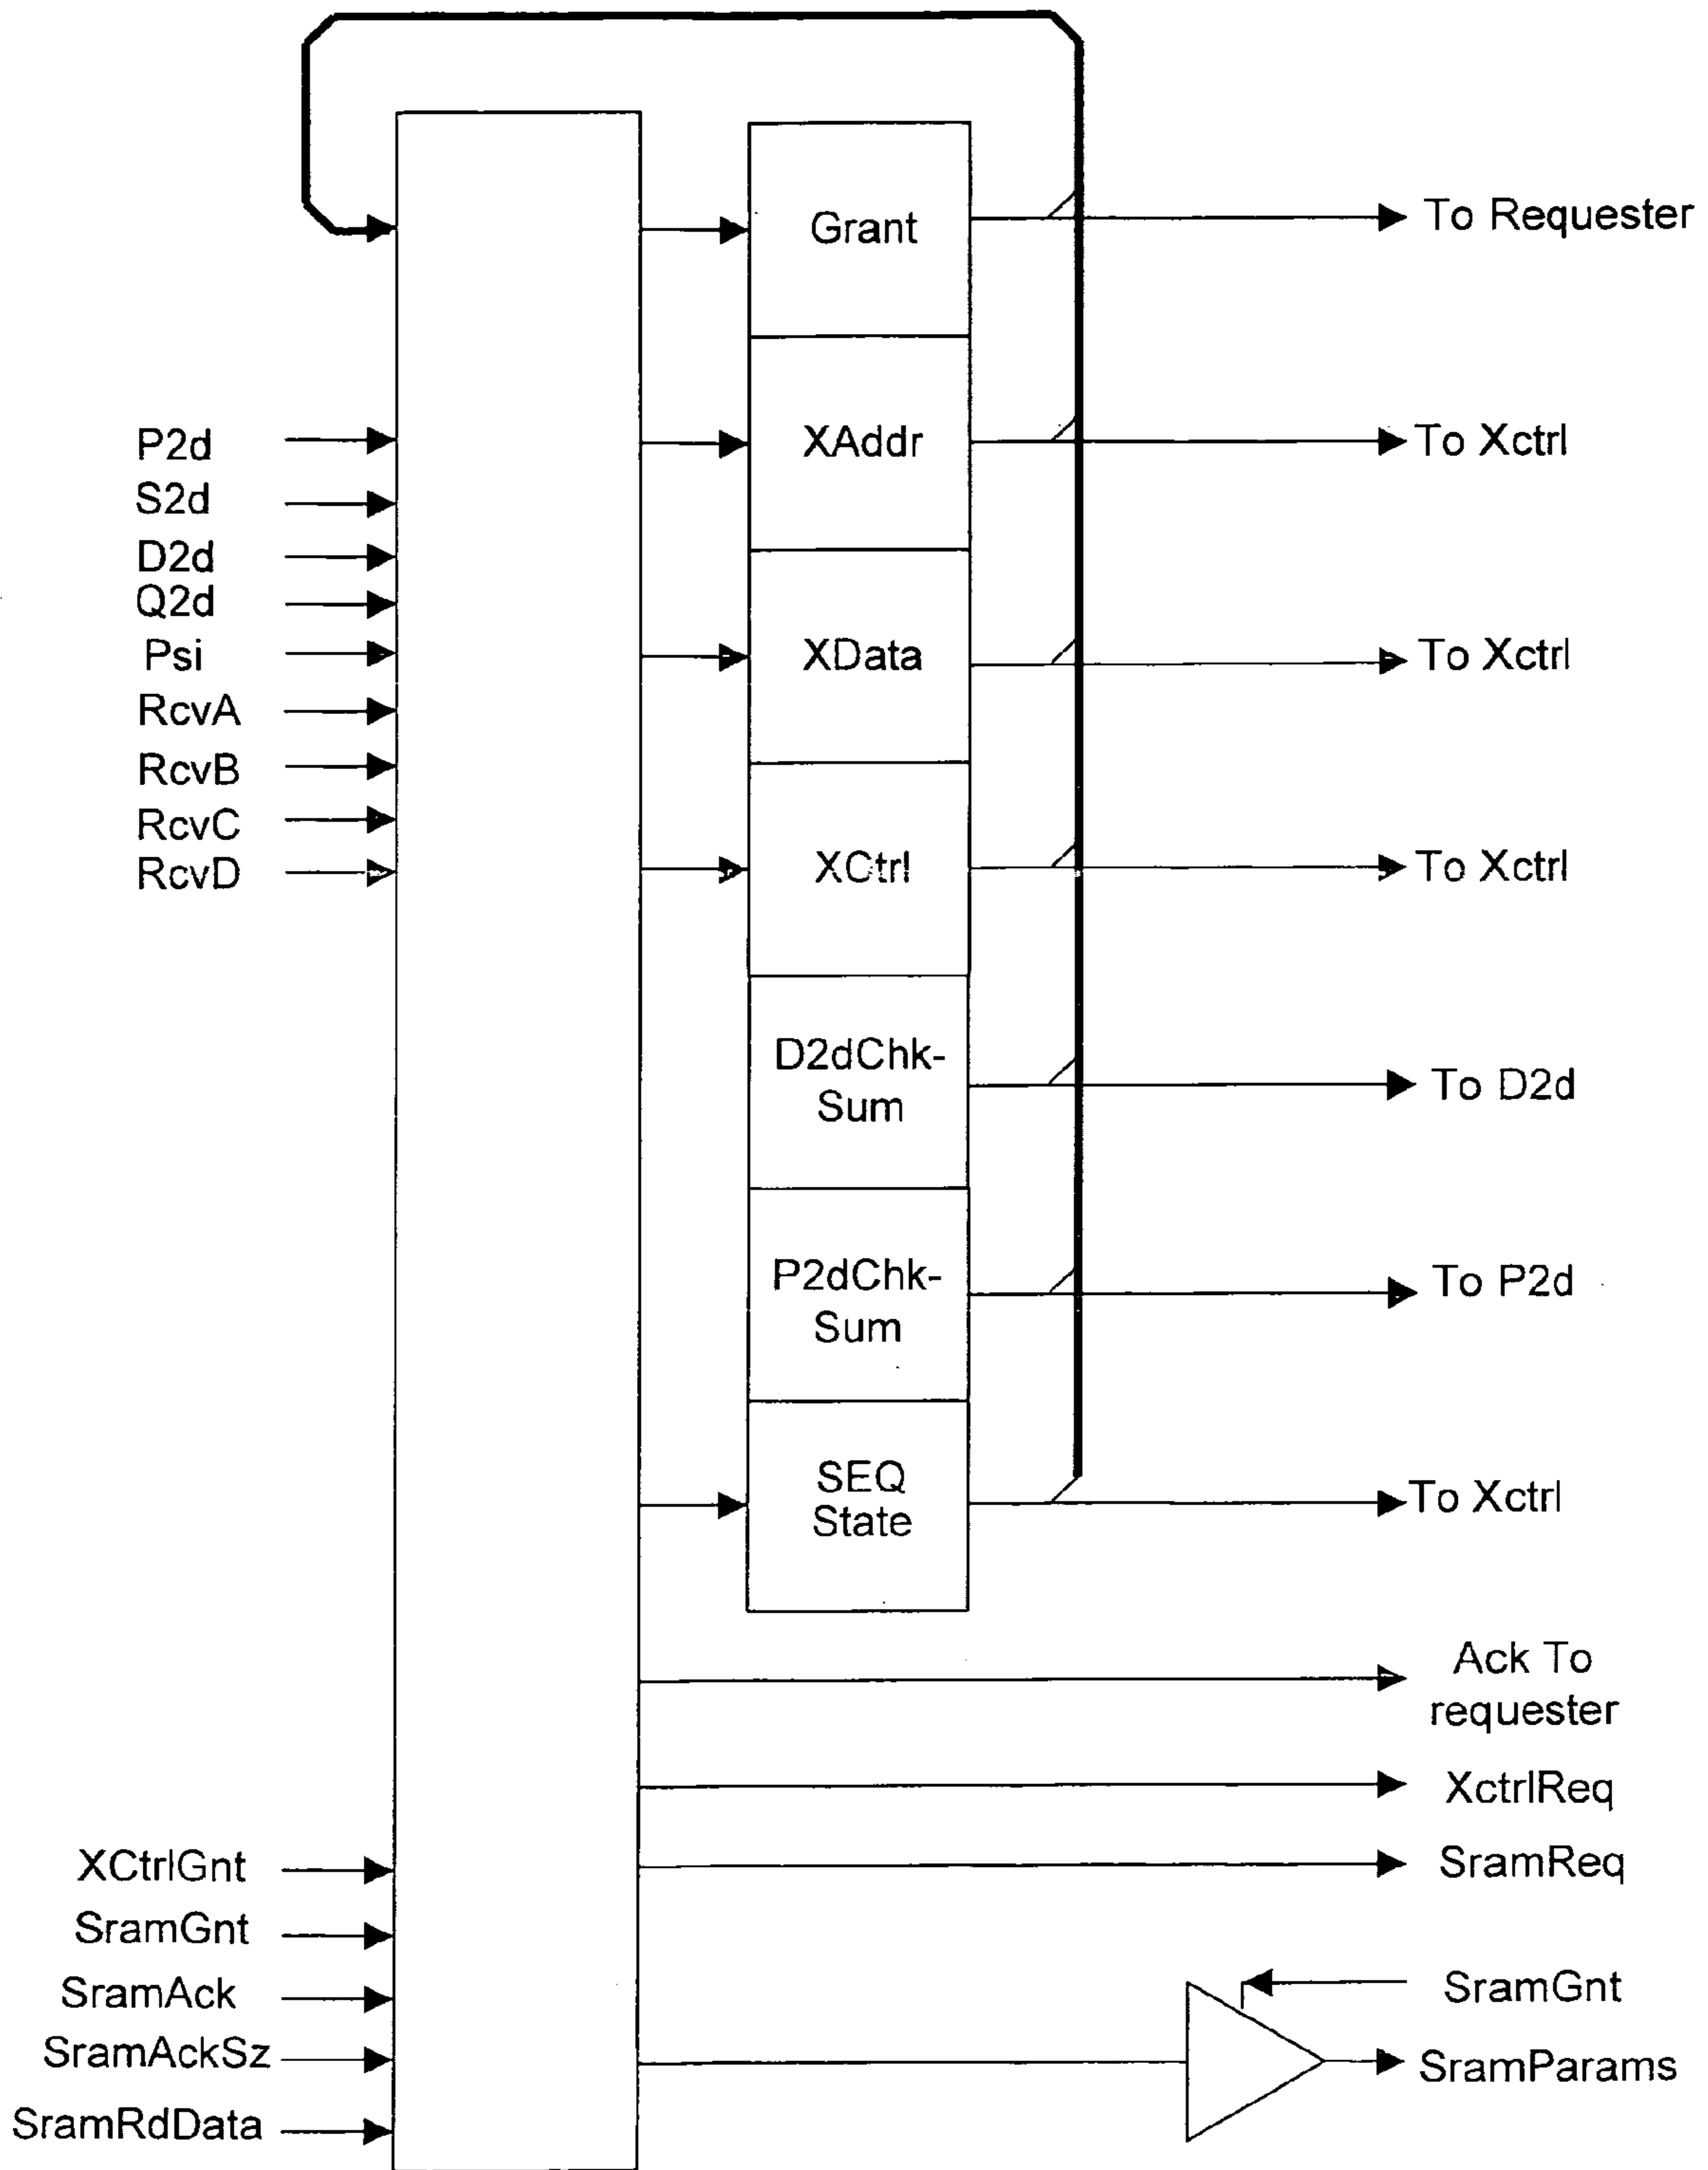 Grant
To Requester
P2d
XAddr
To Xctrl
S2d
D2d
Q2d
Psi
XData
To Xctrl
RcvA
RcvB
RcvC
RcvD
XCtrl
To Xctrl
D2dChk-
Sum
To D2d
P2dChk-
Sum
To P2d
SEQ
State
To Xctrl
Ack To
requester
XctrlReq
XCtrlGnt
SramReq
SramGnt
SramAck
SramGnt
SramAckSz
SramParams
SramRdData